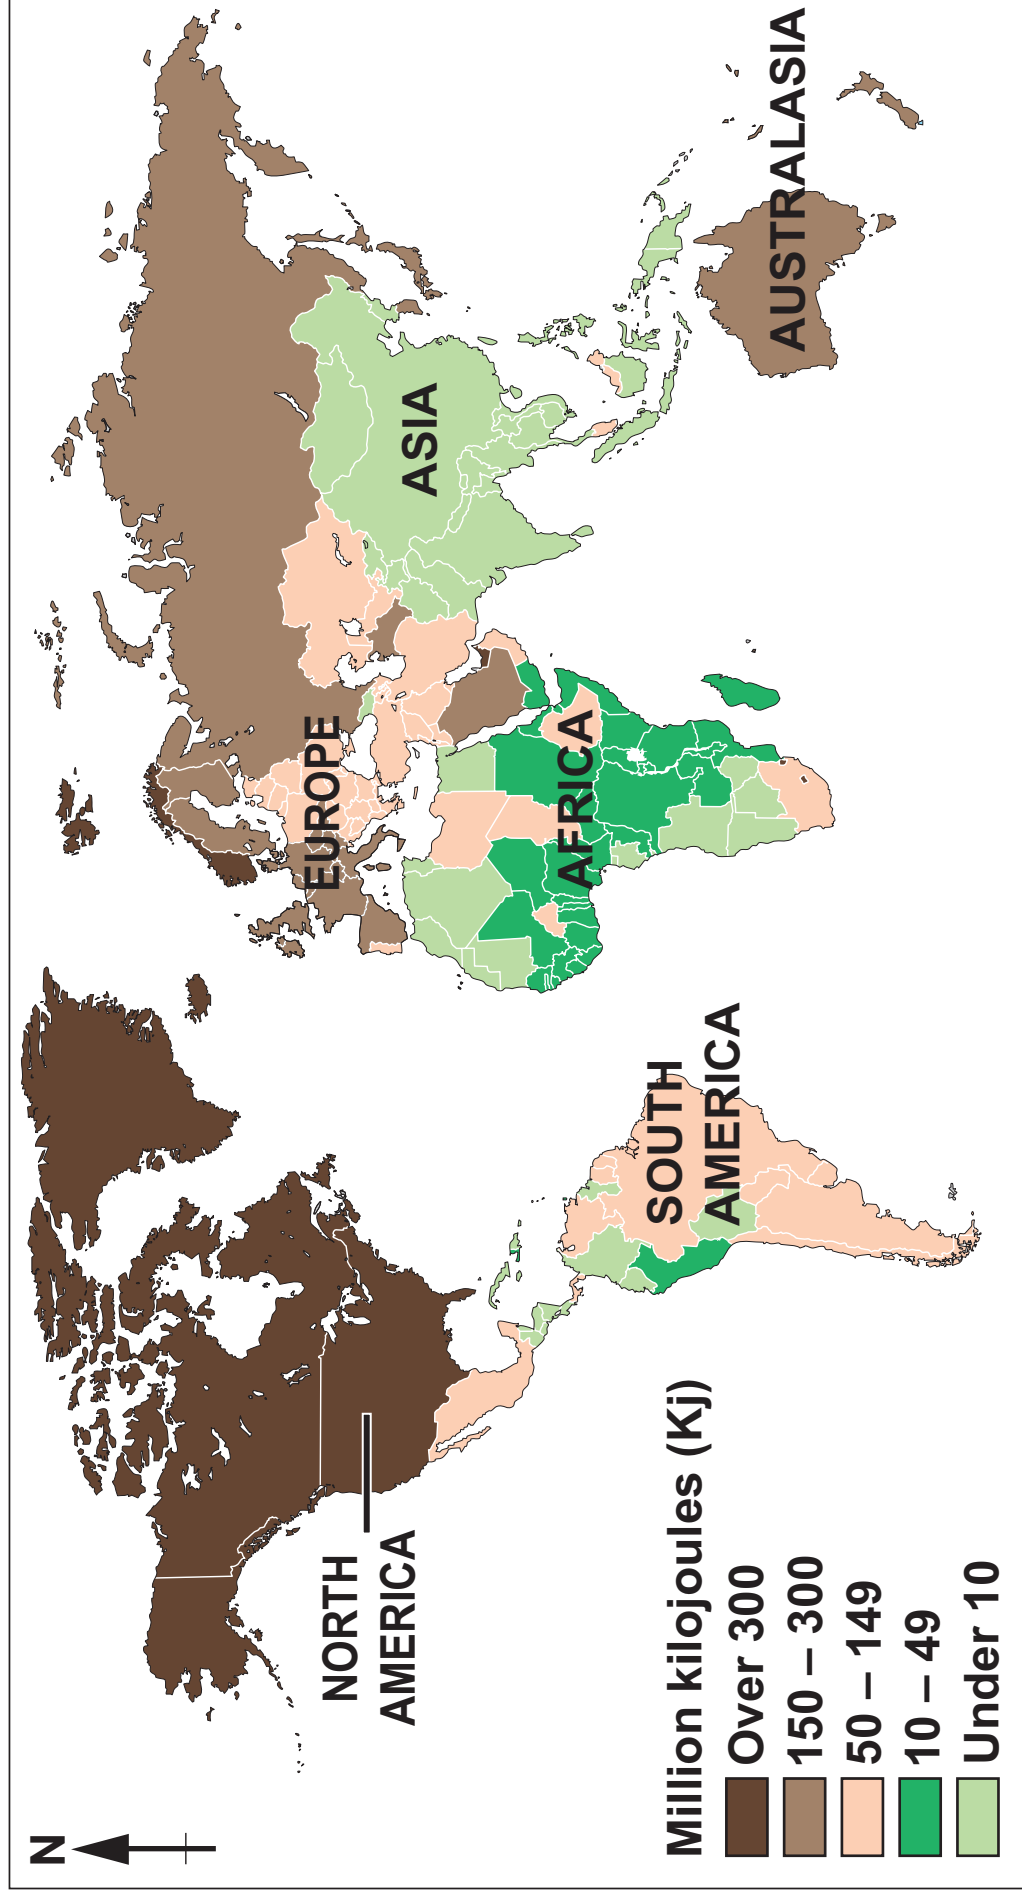 N
NORTH
AMERICA
EUROPE
ASIA
AFRICA
SOUTH
AMERICA
AUSTRALASIA
Million kilojoules (Kj)
Over 300
150 – 300
50 – 149
10 – 49
Under 10